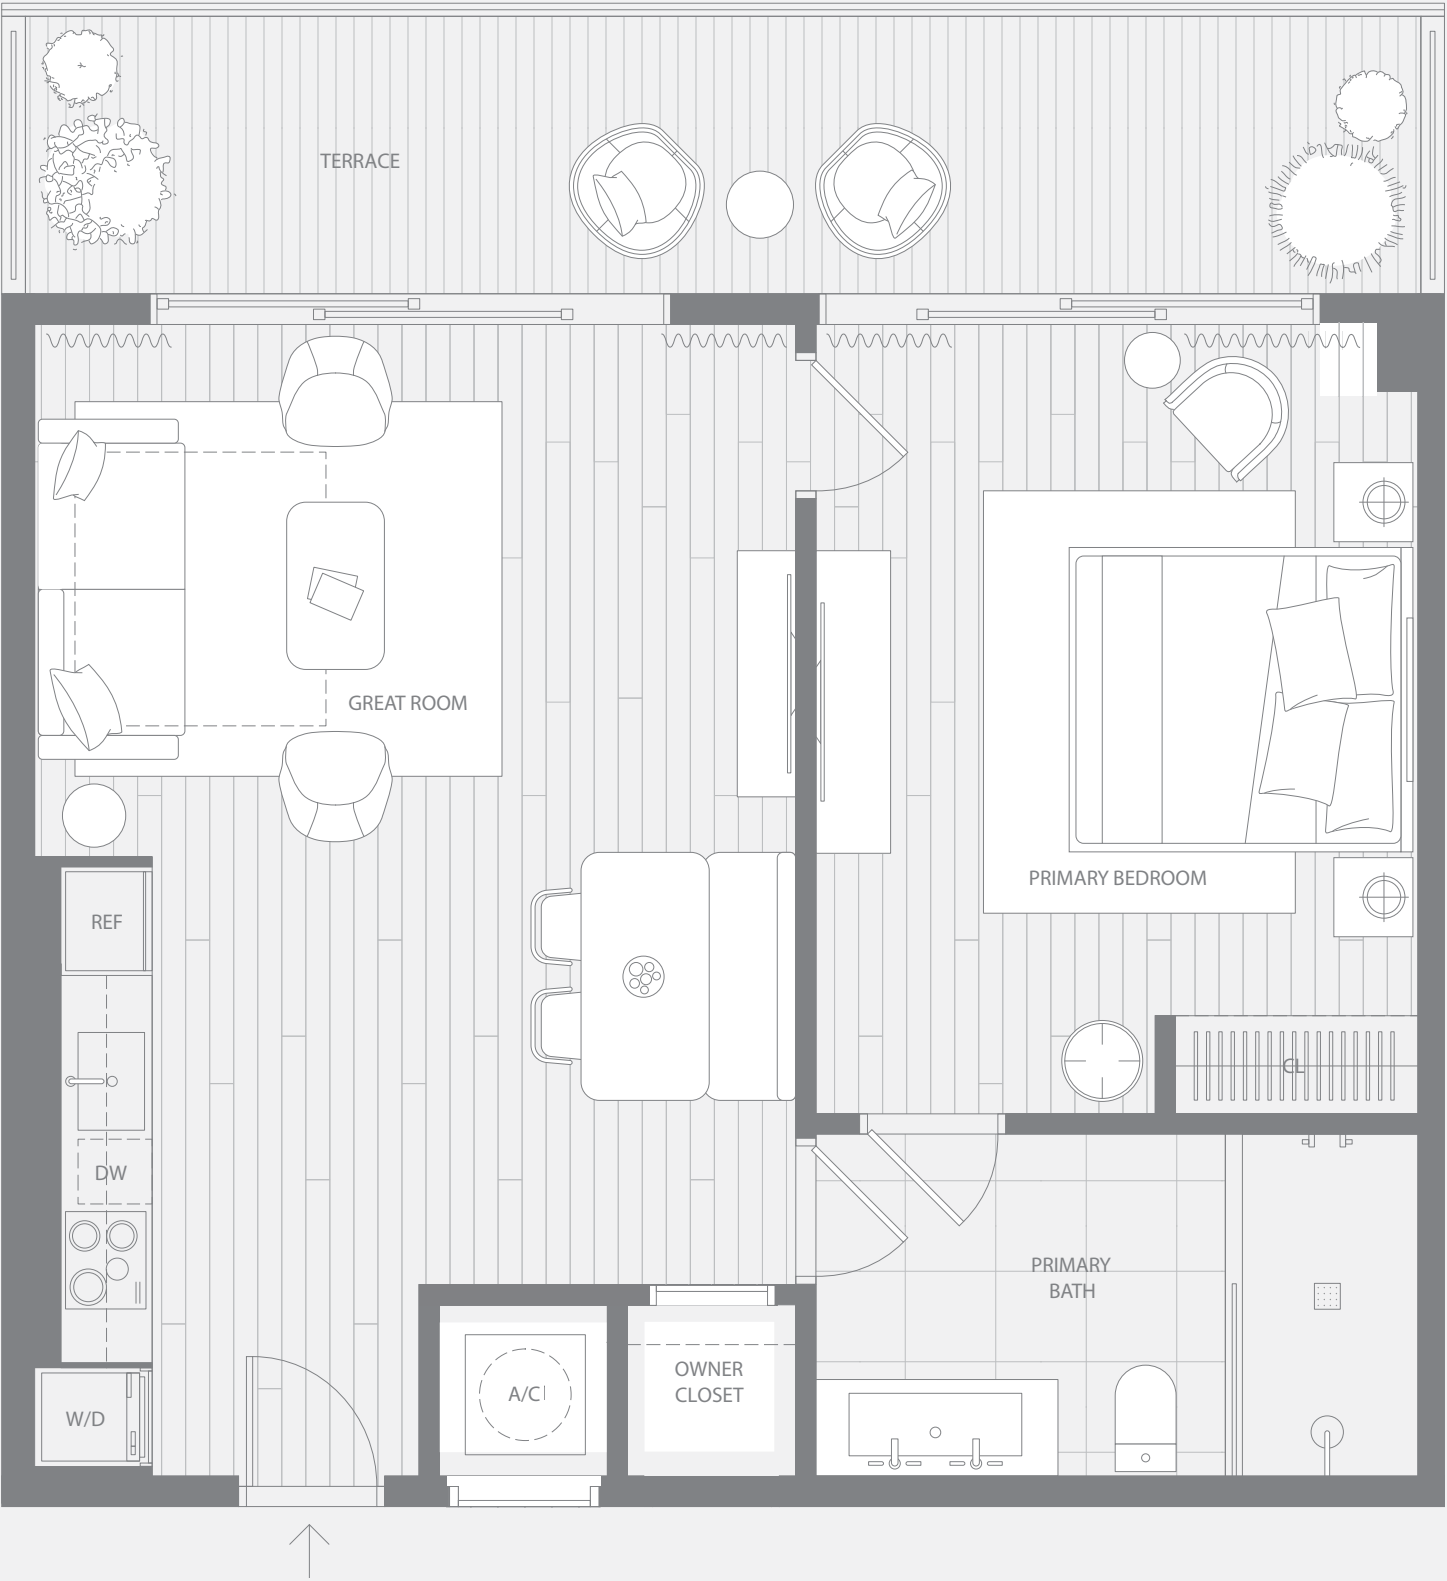 TERRACE
GREAT ROOM
PRIMARY BEDROOM
REF
CL
DW
PRIMARY
BATH
OWNER
CLOSET
A/C
W/D